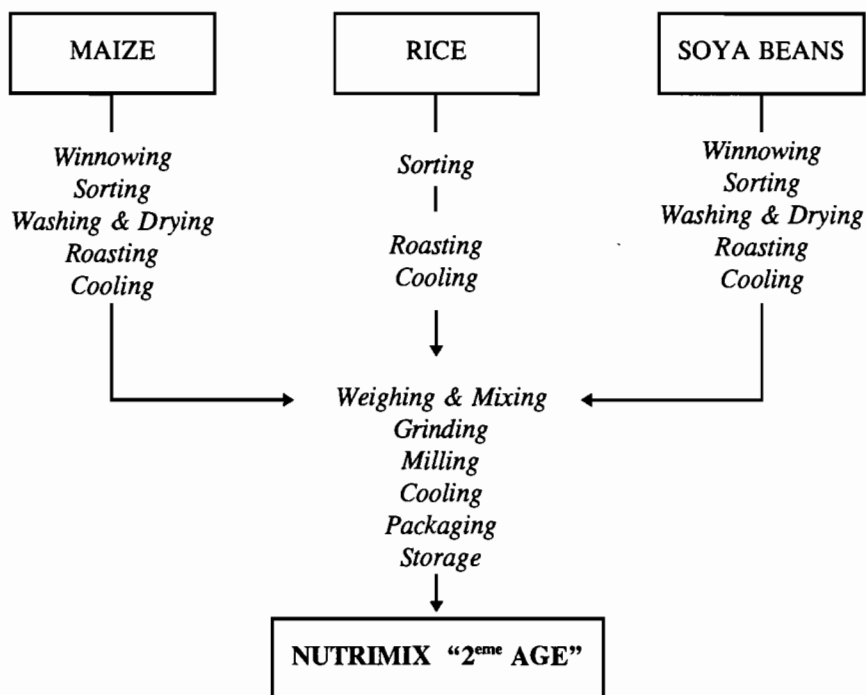 MAIZE
RICE
SOYA BEANS
Winnowing
Sorting
Washing & Drying
Roasting
Cooling
Sorting
Roasting
Cooling
Winnowing
Sorting
Washing & Drying
Roasting
Cooling
Weighing & Mixing
Grinding
Milling
Cooling
Packaging
Storage
NUTRIMIX “2eme AGE”